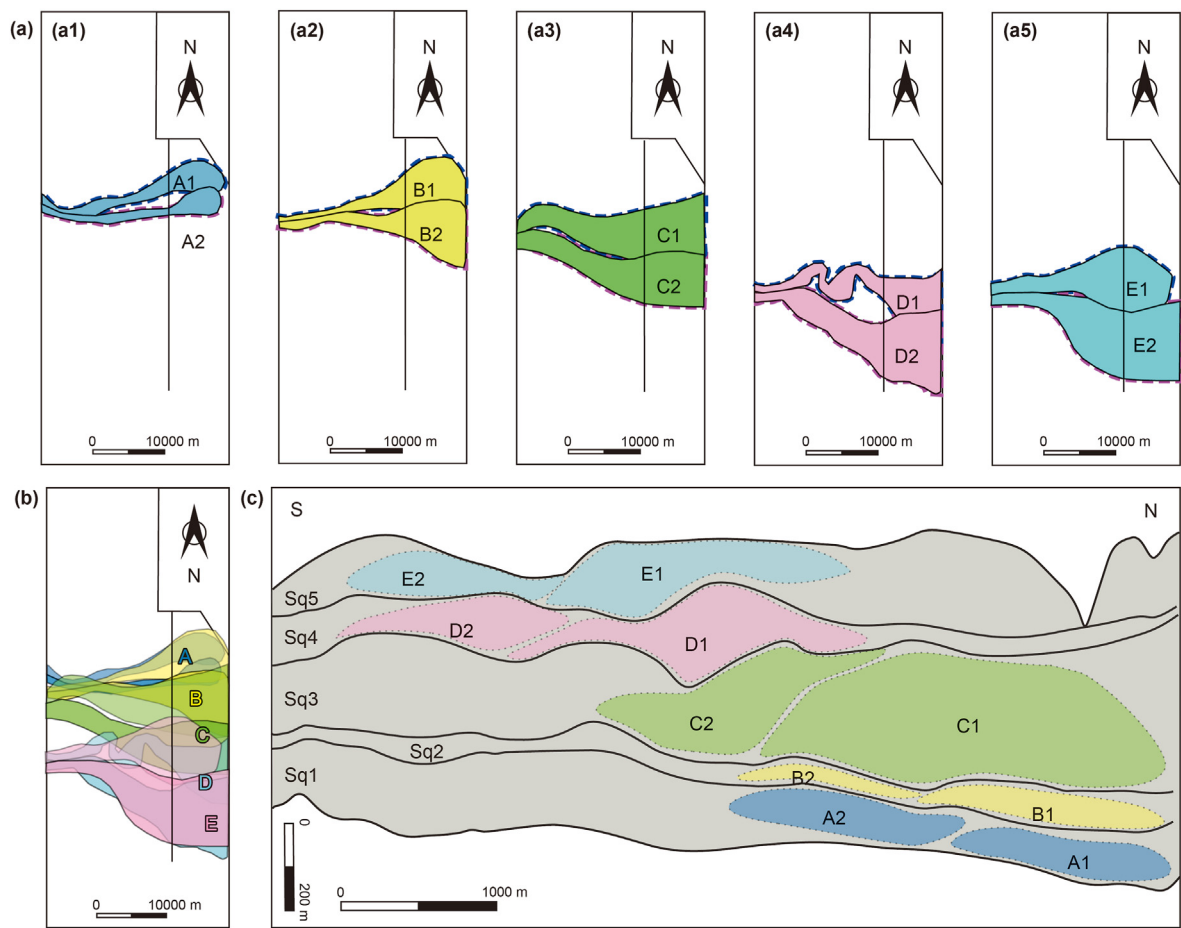 (a) (a1) (a2) (a3) (a4) (a5)
N N N N N
A1
A2
B1
B2
C1
C2
D1
D2
E1
E2
0 10000 m
0 10000 m
0 10000 m
0 10000 m
0 10000 m
(b)
N
A
B
C
D
E
0 10000 m
(c)
S N
E2 E1
Sq5
Sq4 D2 D1
Sq3 C2 C1
Sq2
Sq1 B2 B1
A2 A1
0
200 m
0 1000 m